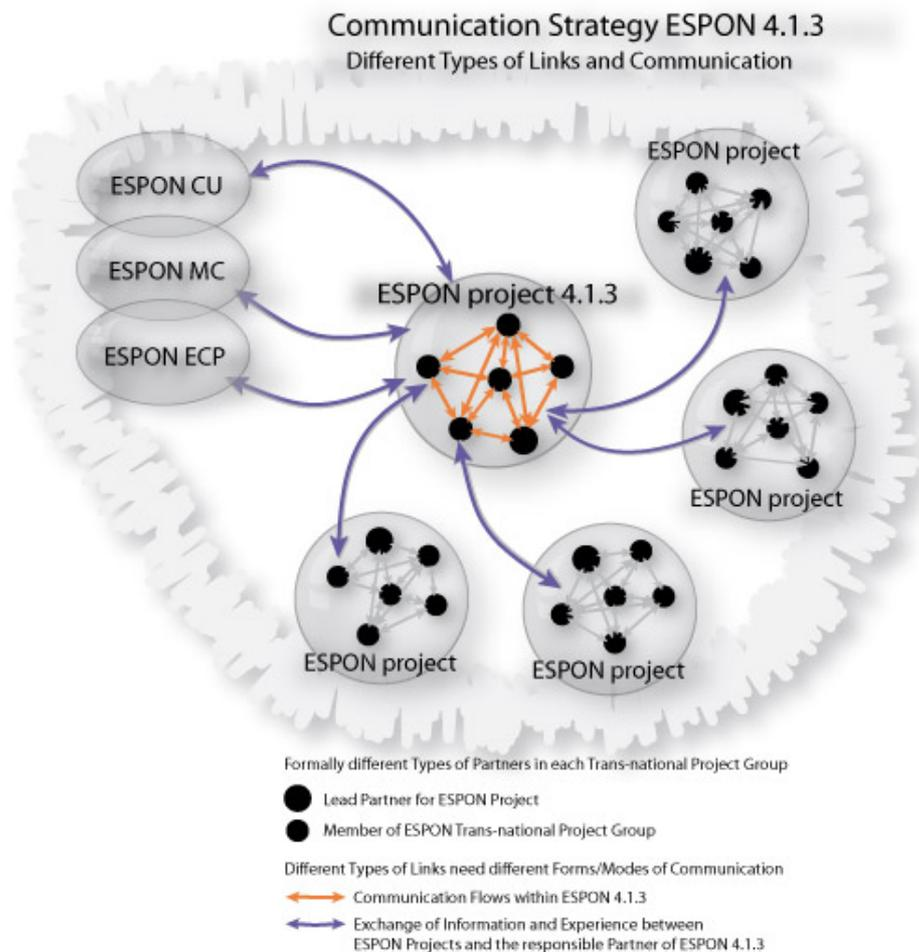 Communication Strategy ESPON 4.1.3
Different Types of Links and Communication
ESPON project
ESPON CU
ESPON MC
ESPON project 4.1.3
ESPON ECP
ESPON project
ESPON project
ESPON project
Formally different Types of Partners in each Trans-national Project Group
Lead Partner for ESPON Project
Member of ESPON Trans-national Project Group
Different Types of Links need different Forms/Modes of Communication
Communication Flows within ESPON 4.1.3
Exchange of Information and Experience between
ESPON Projects and the responsible Partner of ESPON 4.1.3